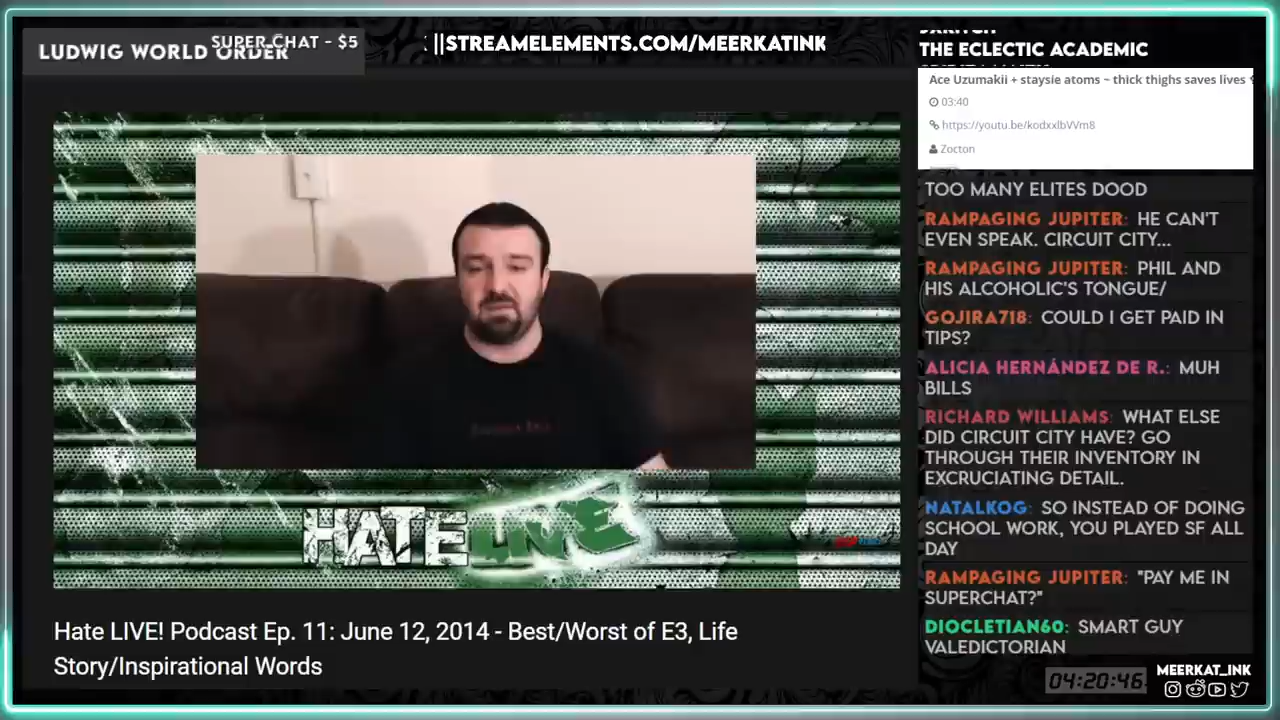 LUDWIG WORLD ORDER
SUPER CHAT - $5
||STREAMELEMENTS.COM/MEERKATINK
THE ECLECTIC ACADEMIC
Ace Uzumakii + staysie atoms ~ thick thighs saves lives
03:40
https://youtu.be/kodxxlbVVm8
Zocton
TOO MANY ELITES DOOD
RAMPAGING JUPITER: HE CAN'T
EVEN SPEAK. CIRCUIT CITY...
RAMPAGING JUPITER: PHIL AND
HIS ALCOHOLIC'S TONGUE/
GOJIRA718: COULD I GET PAID IN
TIPS?
ALICIA HERNÁNDEZ DE R.: MUH
BILLS
RICHARD WILLIAMS: WHAT ELSE
DID CIRCUIT CITY HAVE? GO
THROUGH THEIR INVENTORY IN
EXCRUCIATING DETAIL.
NATALKOG: SO INSTEAD OF DOING
SCHOOL WORK, YOU PLAYED SF ALL
DAY
RAMPAGING JUPITER: "PAY ME IN
SUPERCHAT?"
DIOCLETIAN60: SMART GUY
VALEDICTORIAN
HATE LIVE
Hate LIVE! Podcast Ep. 11: June 12, 2014 - Best/Worst of E3, Life
Story/Inspirational Words
04:20:46
MEERKAT_INK